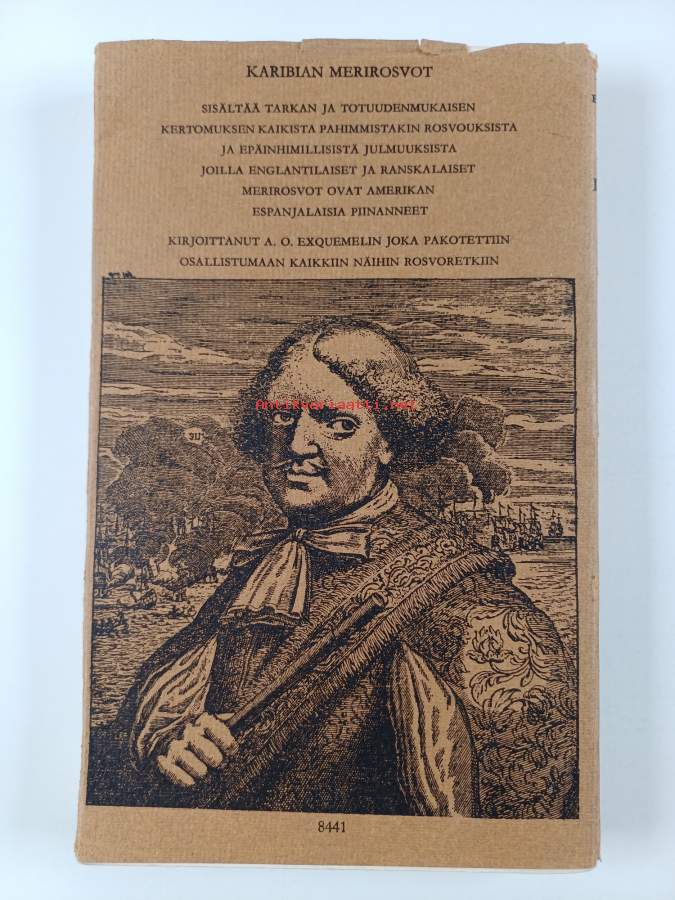 KARIBIAN MERIROSVOT
SISÄLTÄÄ TARKAN JA TOTUUDENMUKAISEN
KERTOMUKSEN KAIKISTA PAHIMMISTAKIN ROSVOUKSISTA
JA EPÄINHIMILLISISTÄ JULMUUKSISTA
JOILLA ENGLANTILAISET JA RANSKALAISET
MERIROSVOT OVAT AMERIKAN
ESPANJALAISIA PIINANNEET
KIRJOITTANUT A. O. EXQUEMELIN JOKA PAKOTETTIIN
OSALLISTUMAAN KAIKKIIN NÄIHIN ROSVORETKIIN
Antikvariaatti.net
8441